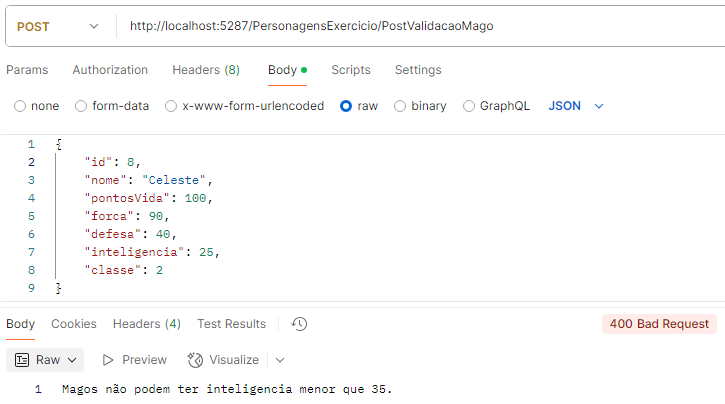 POST http://localhost:5287/PersonagensExercicio/PostValidacaoMago
Params Authorization Headers (8) Body Scripts Settings
none form-data x-www-form-urlencoded raw binary GraphQL JSON
1 {
2 "id": 8,
3 "nome": "Celeste",
4 "pontosVida": 100,
5 "forca": 90,
6 "defesa": 40,
7 "inteligencia": 25,
8 "classe": 2
9 }
Body Cookies Headers (4) Test Results 400 Bad Request
Raw Preview Visualize
1 Magos não podem ter inteligencia menor que 35.